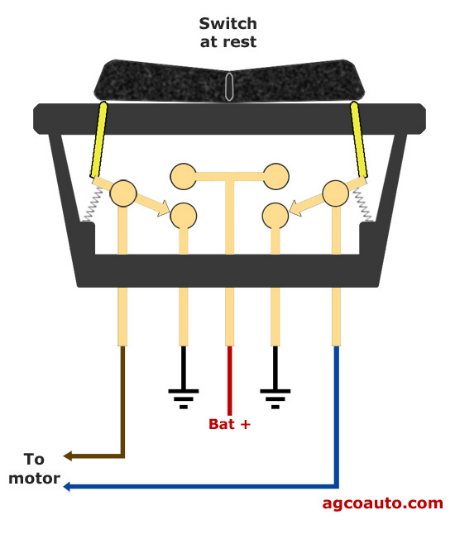 Switch
at rest
Bat +
To
motor
agcoauto.com